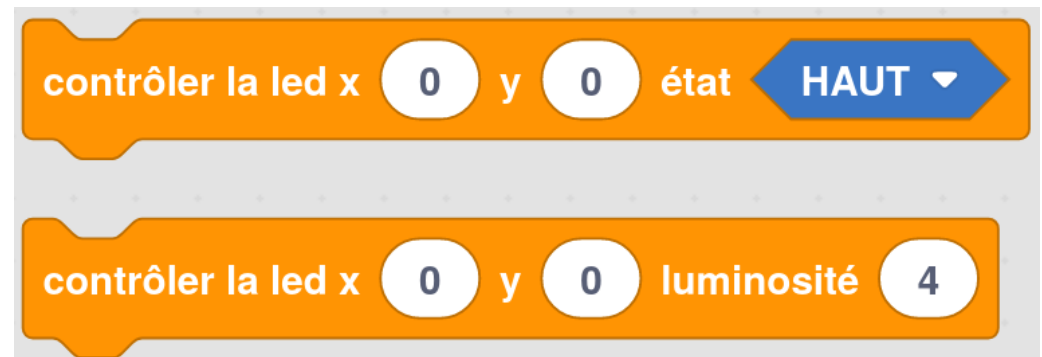 contrôler la led x 0 y 0 état HAUT
contrôler la led x 0 y 0 luminosité 4